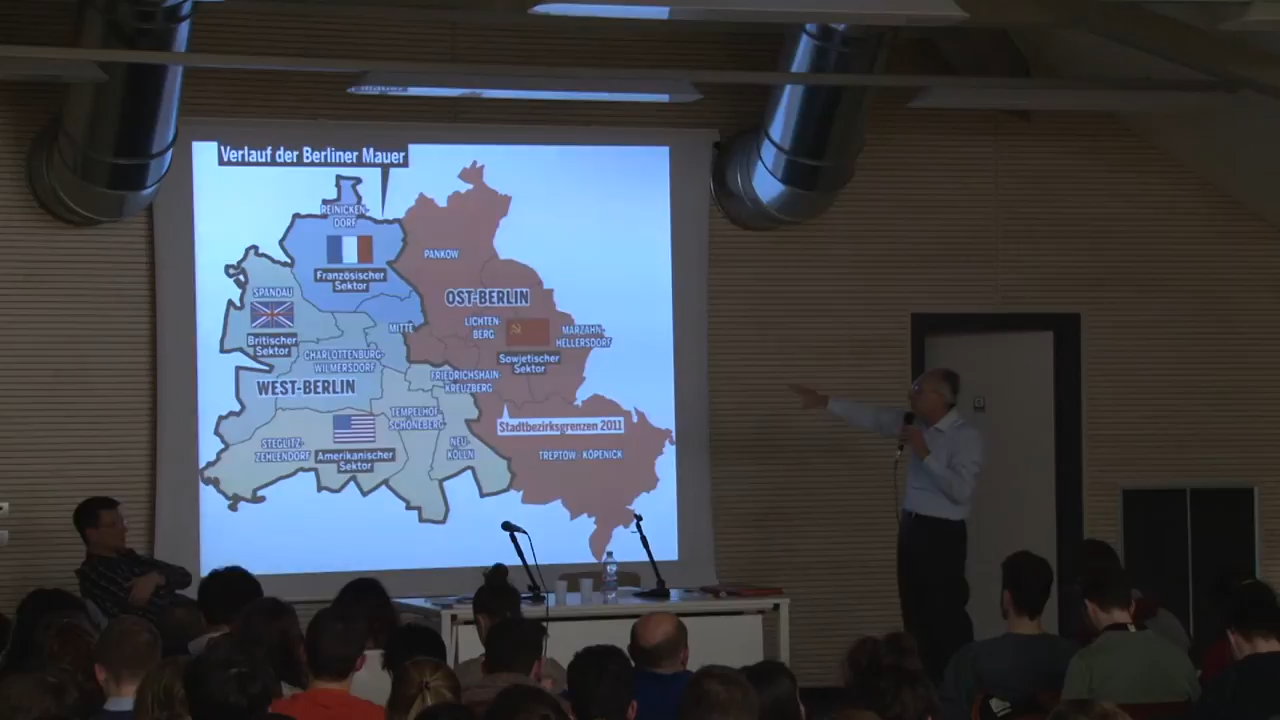 Verlauf der Berliner Mauer
REINICKEN-
DORF
Französischer
Sektor
PANKOW
SPANDAU
OST-BERLIN
Britischer
Sektor
MITTE
LICHTEN-
BERG
MARZAHN-
HELLERSDORF
Sowjetischer
Sektor
CHARLOTTENBURG-
WILMERSDORF
WEST-BERLIN
FRIEDRICHSHAIN-
KREUZBERG
TEMPELHOF-
SCHÖNEBERG
Stadtbezirksgrenzen 2011
STEGLITZ-
ZEHLENDORF
Amerikanischer
Sektor
NEU-
KÖLLN
TREPTOW - KÖPENICK